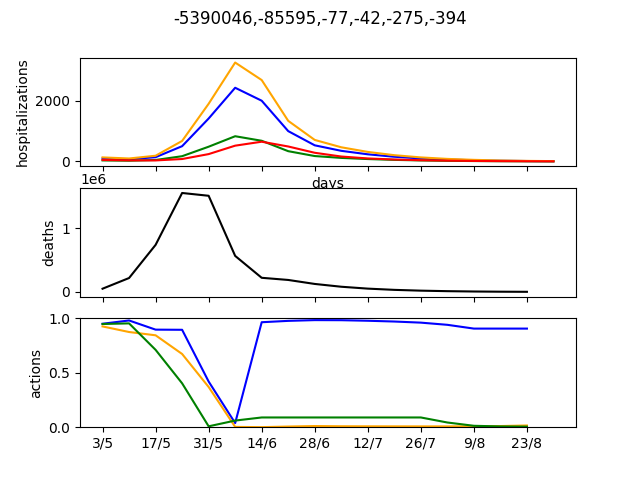 -5390046,-85595,-77,-42,-275,-394
hospitalizations
2000
0
days
1e6
deaths
1
0
actions
1.0
0.5
0.0
3/5 17/5 31/5 14/6 28/6 12/7 26/7 9/8 23/8